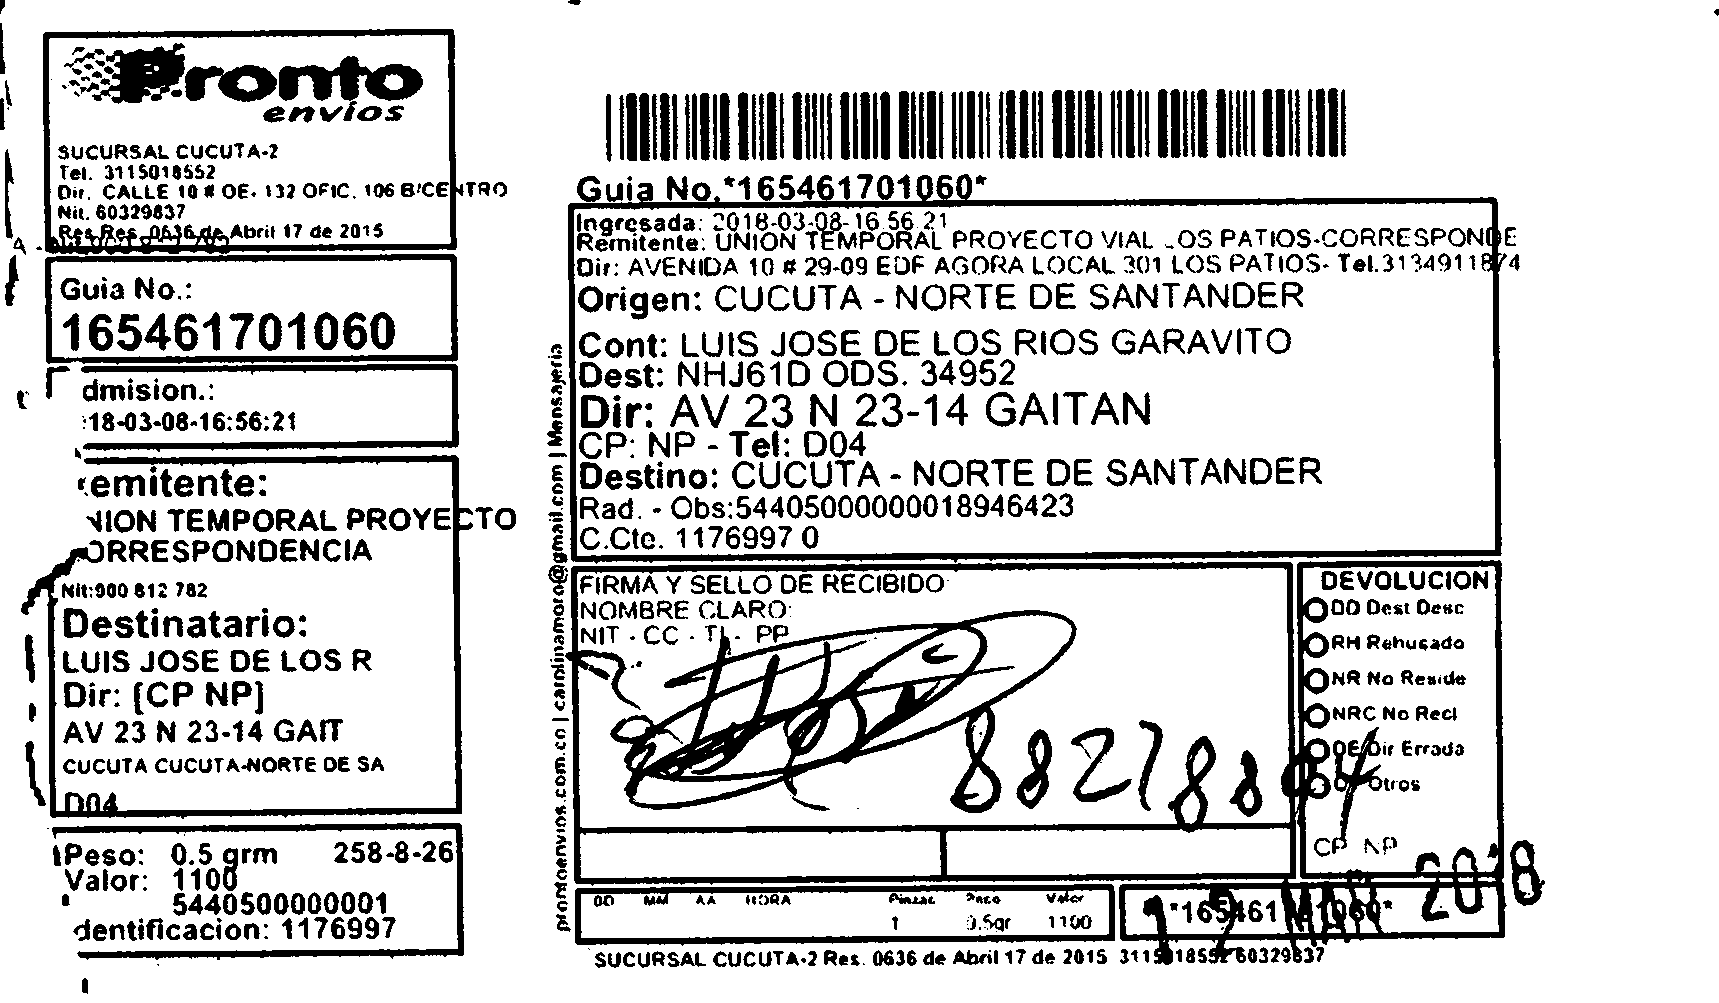 Pronto
envíos
SUCURSAL CUCUTA-2
Tel. 3115018552
Dir. CALLE 10 # OE- 132 OFIC. 106 B/CENTRO
Nit. 60329837
Res Res. 0636 de Abril 17 de 2015
Guia No.:
165461701060
dmision.:
18-03-08-16:56:21
emitente:
NION TEMPORAL PROYECTO
ORRESPONDENCIA
Nit:900 812 782
Destinatario:
LUIS JOSE DE LOS R
Dir: [CP NP]
AV 23 N 23-14 GAIT
CUCUTA CUCUTA-NORTE DE SA
D04
Peso: 0.5 grm 258-8-26
Valor: 1100
5440500000001
dentificacion: 1176997
Guia No.*165461701060*
Ingresada: 2018-03-08-16 56 21
Remitente: UNION TEMPORAL PROYECTO VIAL LOS PATIOS-CORRESPONDE
Dir: AVENIDA 10 # 29-09 EDF AGORA LOCAL 301 LOS PATIOS- Tel.3134911874
Origen: CUCUTA - NORTE DE SANTANDER
Cont: LUIS JOSE DE LOS RIOS GARAVITO
Dest: NHJ61D ODS. 34952
Dir: AV 23 N 23-14 GAITAN
CP: NP - Tel: D04
Destino: CUCUTA - NORTE DE SANTANDER
Rad. - Obs:54405000000018946423
C.Cte. 1176997 0
prontoenvios.com.co | carolinamoro@gmail.com | Mensajeria
FIRMA Y SELLO DE RECIBIDO
NOMBRE CLARO:
NIT - CC - TI - PP
DEVOLUCION
DD Dest Desc
RH Rehusado
NR No Reside
NRC No Recl
DE Dir Errada
Otros
CP NP
12 MAR 2018
DD MM AA HORA Piezas Peso Valor
1 0.5gr 1100
*165461701060*
SUCURSAL CUCUTA-2 Res. 0636 de Abril 17 de 2015 3115018552 60329837